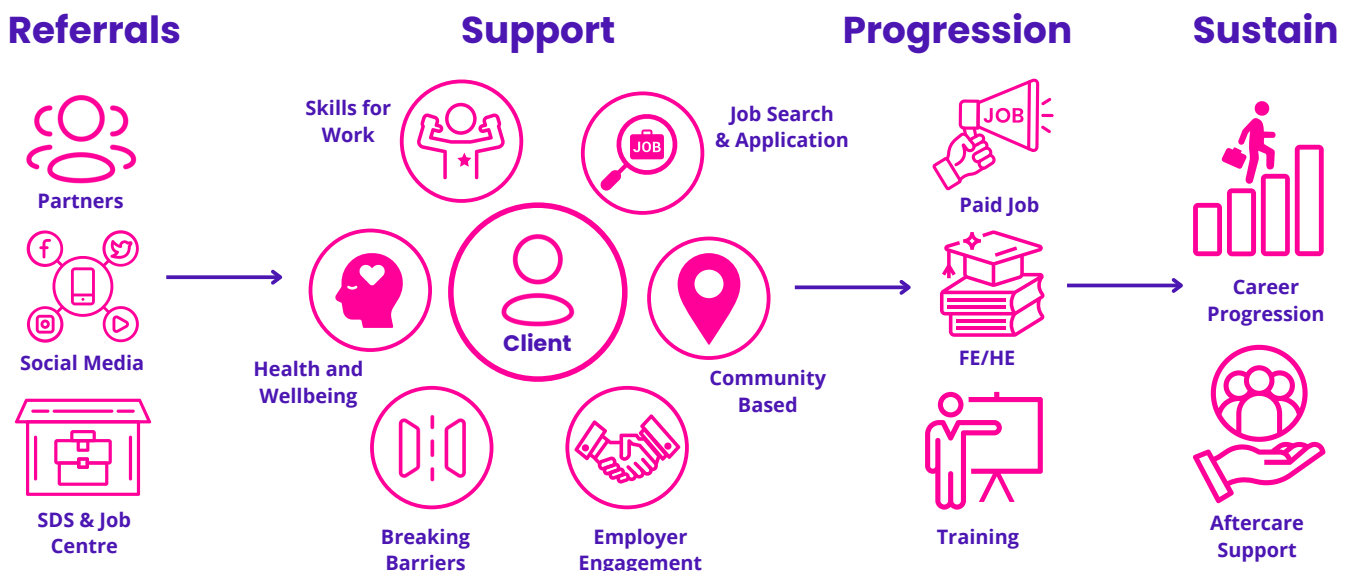 Referrals
Partners
Social Media
SDS & Job
Centre
Support
Skills for
Work
JOB
Job Search
& Application
Client
Health and
Wellbeing
Community
Based
Breaking
Barriers
Employer
Engagement
Progression
JOB
Paid Job
FE/HE
Training
Sustain
Career
Progression
Aftercare
Support